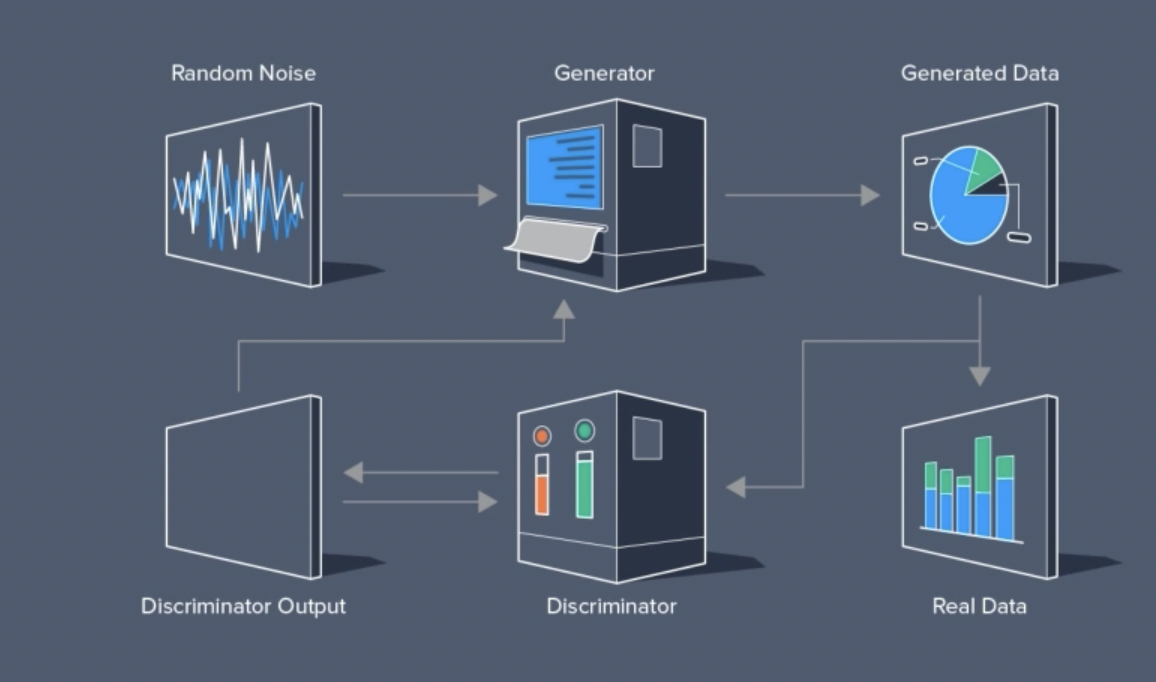 Random Noise
Generator
Generated Data
Discriminator Output
Discriminator
Real Data